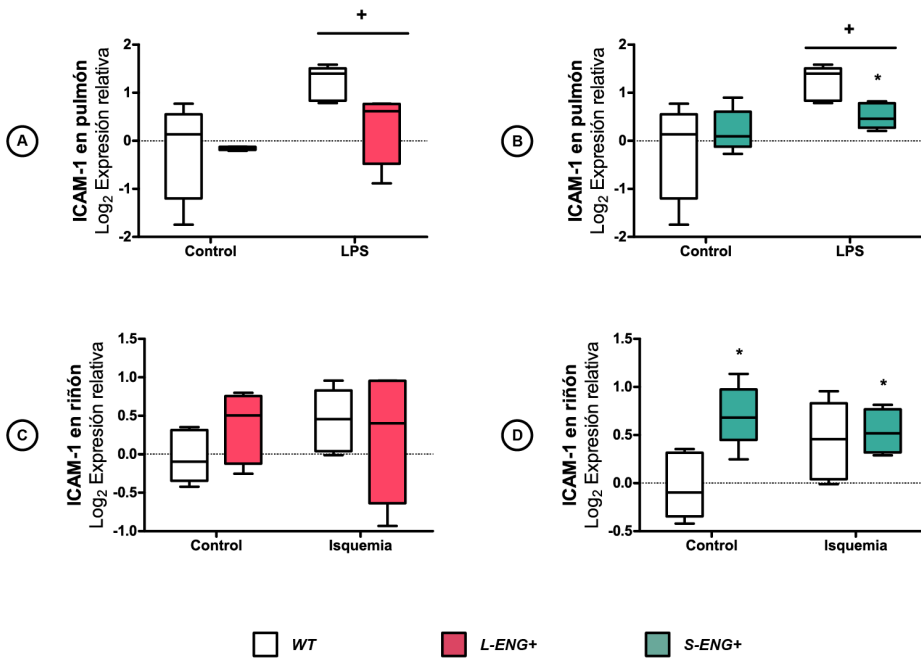 A
ICAM-1 en pulmón
Log2 Expresión relativa
+
2
1
0
-1
-2
Control
LPS
B
ICAM-1 en pulmón
Log2 Expresión relativa
+
*
2
1
0
-1
-2
Control
LPS
C
ICAM-1 en riñón
Log2 Expresión relativa
1.5
1.0
0.5
0.0
-0.5
-1.0
Control
Isquemia
D
ICAM-1 en riñón
Log2 Expresión relativa
*
*
1.5
1.0
0.5
0.0
-0.5
Control
Isquemia
WT
L-ENG+
S-ENG+